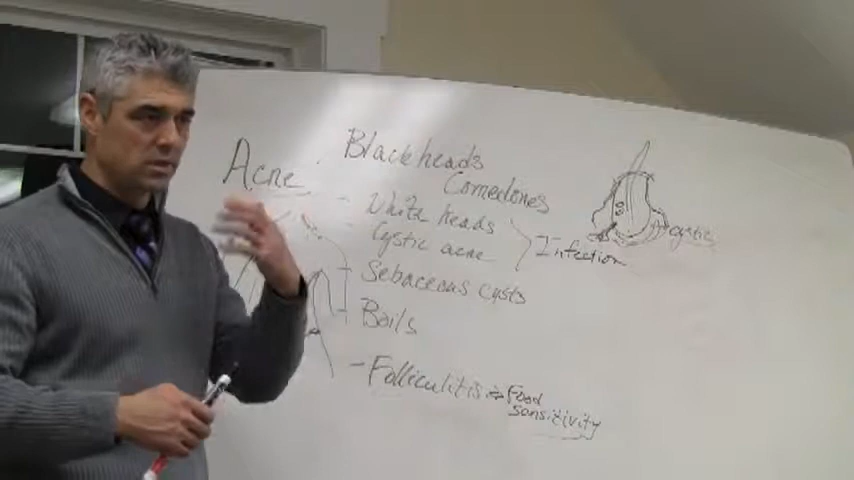 Acne
Blackheads
Comedones
White heads
Cystic acne
Infection
cystic
Sebaceous cysts
Boils
- Folliculitis ⇒ Food
sensitivity